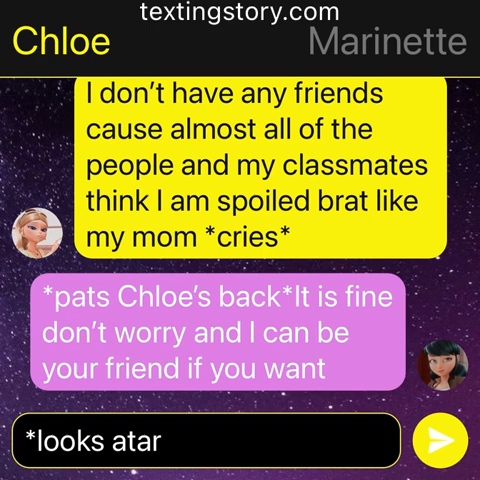 textingstory.com
Chloe
Marinette
I don’t have any friends
cause almost all of the
people and my classmates
think I am spoiled brat like
my mom *cries*
*pats Chloe’s back*It is fine
don’t worry and I can be
your friend if you want
*looks atar